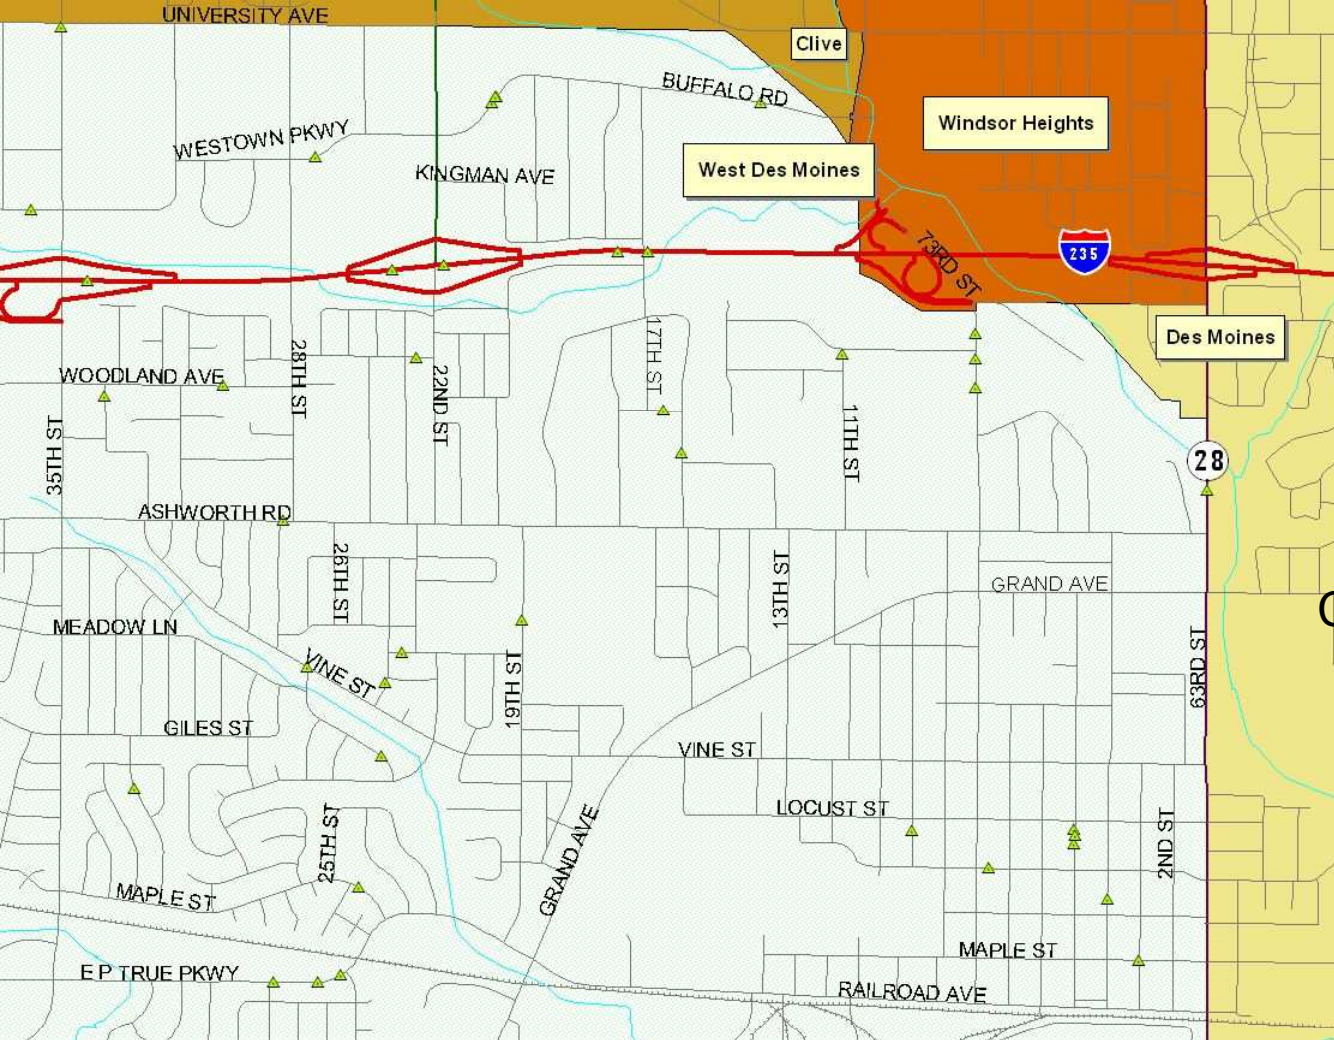 UNIVERSITY AVE
Clive
BUFFALO RD
Windsor Heights
WESTOWN PKWY
West Des Moines
KINGMAN AVE
73RD ST
235
Des Moines
17TH ST
28TH ST
WOODLAND AVE
22ND ST
11TH ST
35TH ST
28
ASHWORTH RD
26TH ST
13TH ST
GRAND AVE
MEADOW LN
63RD ST
VINE ST
19TH ST
GILES ST
VINE ST
LOCUST ST
25TH ST
GRAND AVE
2ND ST
MAPLE ST
MAPLE ST
E P TRUE PKWY
RAILROAD AVE